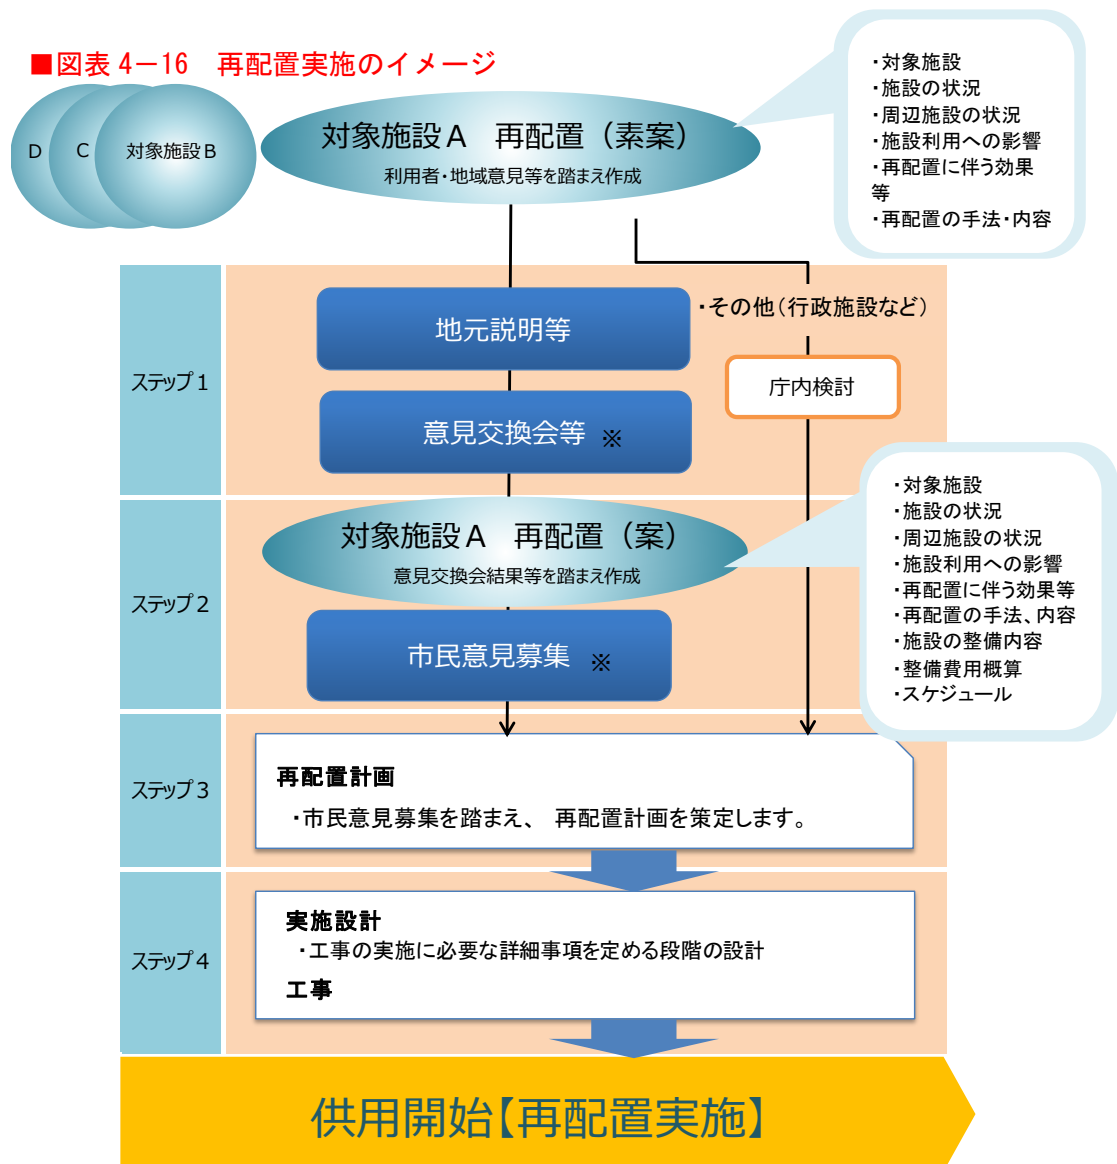 ■図表 4－16　再配置実施のイメージ
D
C
対象施設Ｂ
対象施設Ａ　再配置（素案）
利用者・地域意見等を踏まえ作成
・対象施設
・施設の状況
・周辺施設の状況
・施設利用への影響
・再配置に伴う効果
等
・再配置の手法・内容
ステップ１
地元説明等
意見交換会等 ※
・その他（行政施設など）
庁内検討
ステップ２
対象施設Ａ　再配置（案）
意見交換会結果等を踏まえ作成
市民意見募集 ※
・対象施設
・施設の状況
・周辺施設の状況
・施設利用への影響
・再配置に伴う効果等
・再配置の手法、内容
・施設の整備内容
・整備費用概算
・スケジュール
ステップ３
再配置計画
・市民意見募集を踏まえ、　再配置計画を策定します。
ステップ４
実施設計
・工事の実施に必要な詳細事項を定める段階の設計
工事
供用開始【再配置実施】